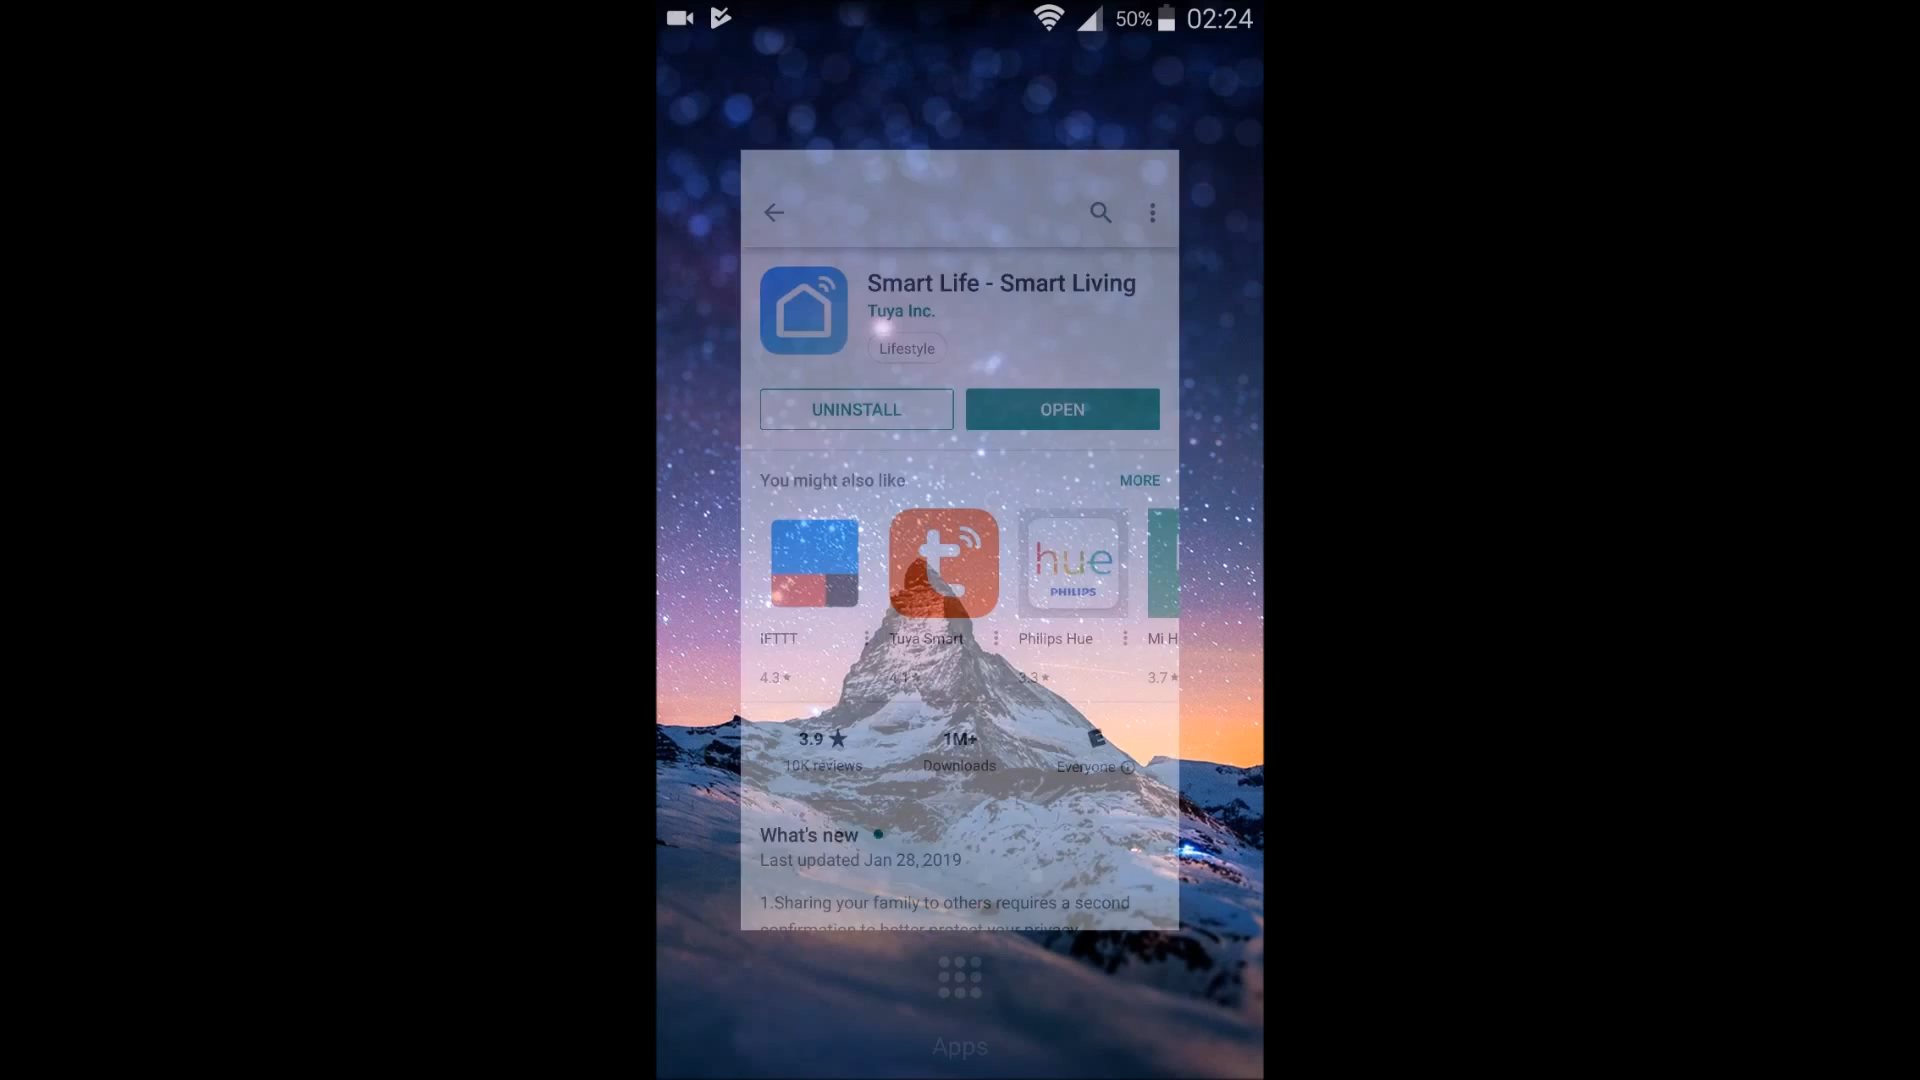 50% 02:24
Smart Life - Smart Living
Tuya Inc.
Lifestyle
UNINSTALL OPEN
You might also like MORE
t
hue
PHILIPS
IFTTT Tuya Smart Philips Hue Mi H
4.3★ 4.1★ 3.3★ 3.7★
3.9★ 1M+ E
10K reviews Downloads Everyone
What's new
Last updated Jan 28, 2019
1.Sharing your family to others requires a second
confirmation to better protect your privacy
Apps